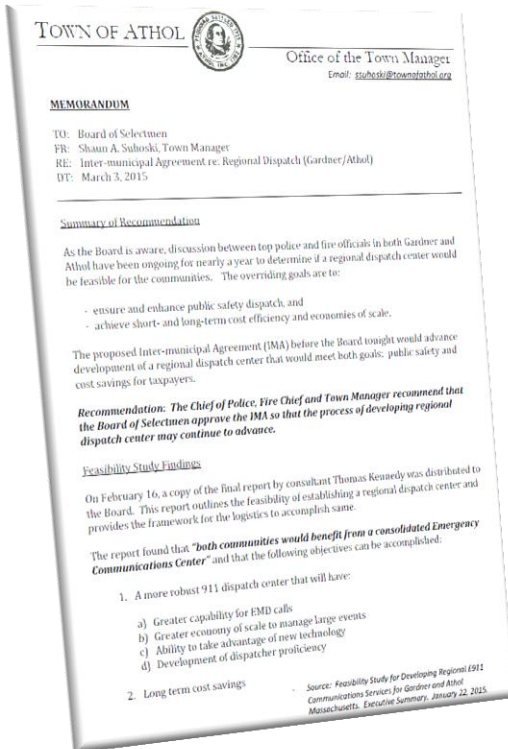 TOWN OF ATHOL
Office of the Town Manager
Email: ssuhoski@townofathol.org
MEMORANDUM
TO: Board of Selectmen
FR: Shaun A. Suhoski, Town Manager
RE: Inter-municipal Agreement re: Regional Dispatch (Gardner/Athol)
DT: March 3, 2015
Summary of Recommendation
As the Board is aware, discussion between top police and fire officials in both Gardner and
Athol have been ongoing for nearly a year to determine if a regional dispatch center would
be feasible for the communities. The overriding goals are to:
- ensure and enhance public safety dispatch, and
- achieve short- and long-term cost efficiency and economies of scale.
The proposed Inter-municipal Agreement (IMA) before the Board tonight would advance
development of a regional dispatch center that would meet both goals: public safety and
cost savings for taxpayers.
Recommendation: The Chief of Police, Fire Chief and Town Manager recommend that
the Board of Selectmen approve the IMA so that the process of developing regional
dispatch center may continue to advance.
Feasibility Study Findings
On February 16, a copy of the final report by consultant Thomas Kennedy was distributed to
the Board. This report outlines the feasibility of establishing a regional dispatch center and
provides the framework for the logistics to accomplish same.
The report found that "both communities would benefit from a consolidated Emergency
Communications Center" and that the following objectives can be accomplished:
1. A more robust 911 dispatch center that will have:
a) Greater capability for EMD calls
b) Greater economy of scale to manage large events
c) Ability to take advantage of new technology
d) Development of dispatcher proficiency
2. Long term cost savings
- Source: Feasibility Study for Developing Regional E911
Communications Services for Gardner and Athol
Massachusetts. Executive Summary. January 22, 2015.